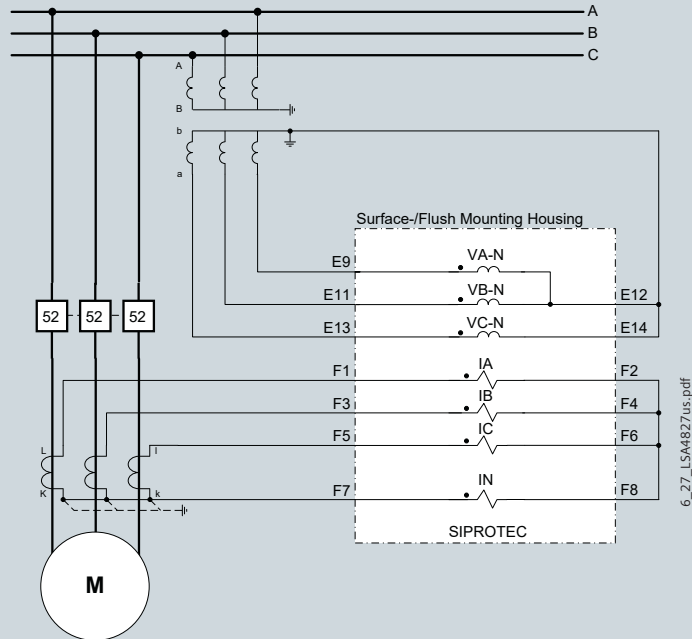 A
B
C
A
B
b
a
Surface-/Flush Mounting Housing
VA-N
E9
VB-N
E11
E12
VC-N
E13
E14
52
52
52
IA
F1
F2
IB
F3
F4
IC
F5
F6
L
l
K
k
IN
F7
F8
SIPROTEC
M
6_27_LSA4827us.pdf